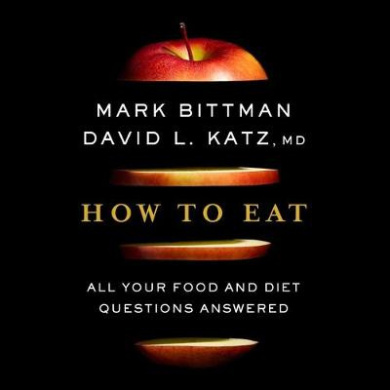 MARK BITTMAN
DAVID L. KATZ, MD
HOW TO EAT
ALL YOUR FOOD AND DIET
QUESTIONS ANSWERED